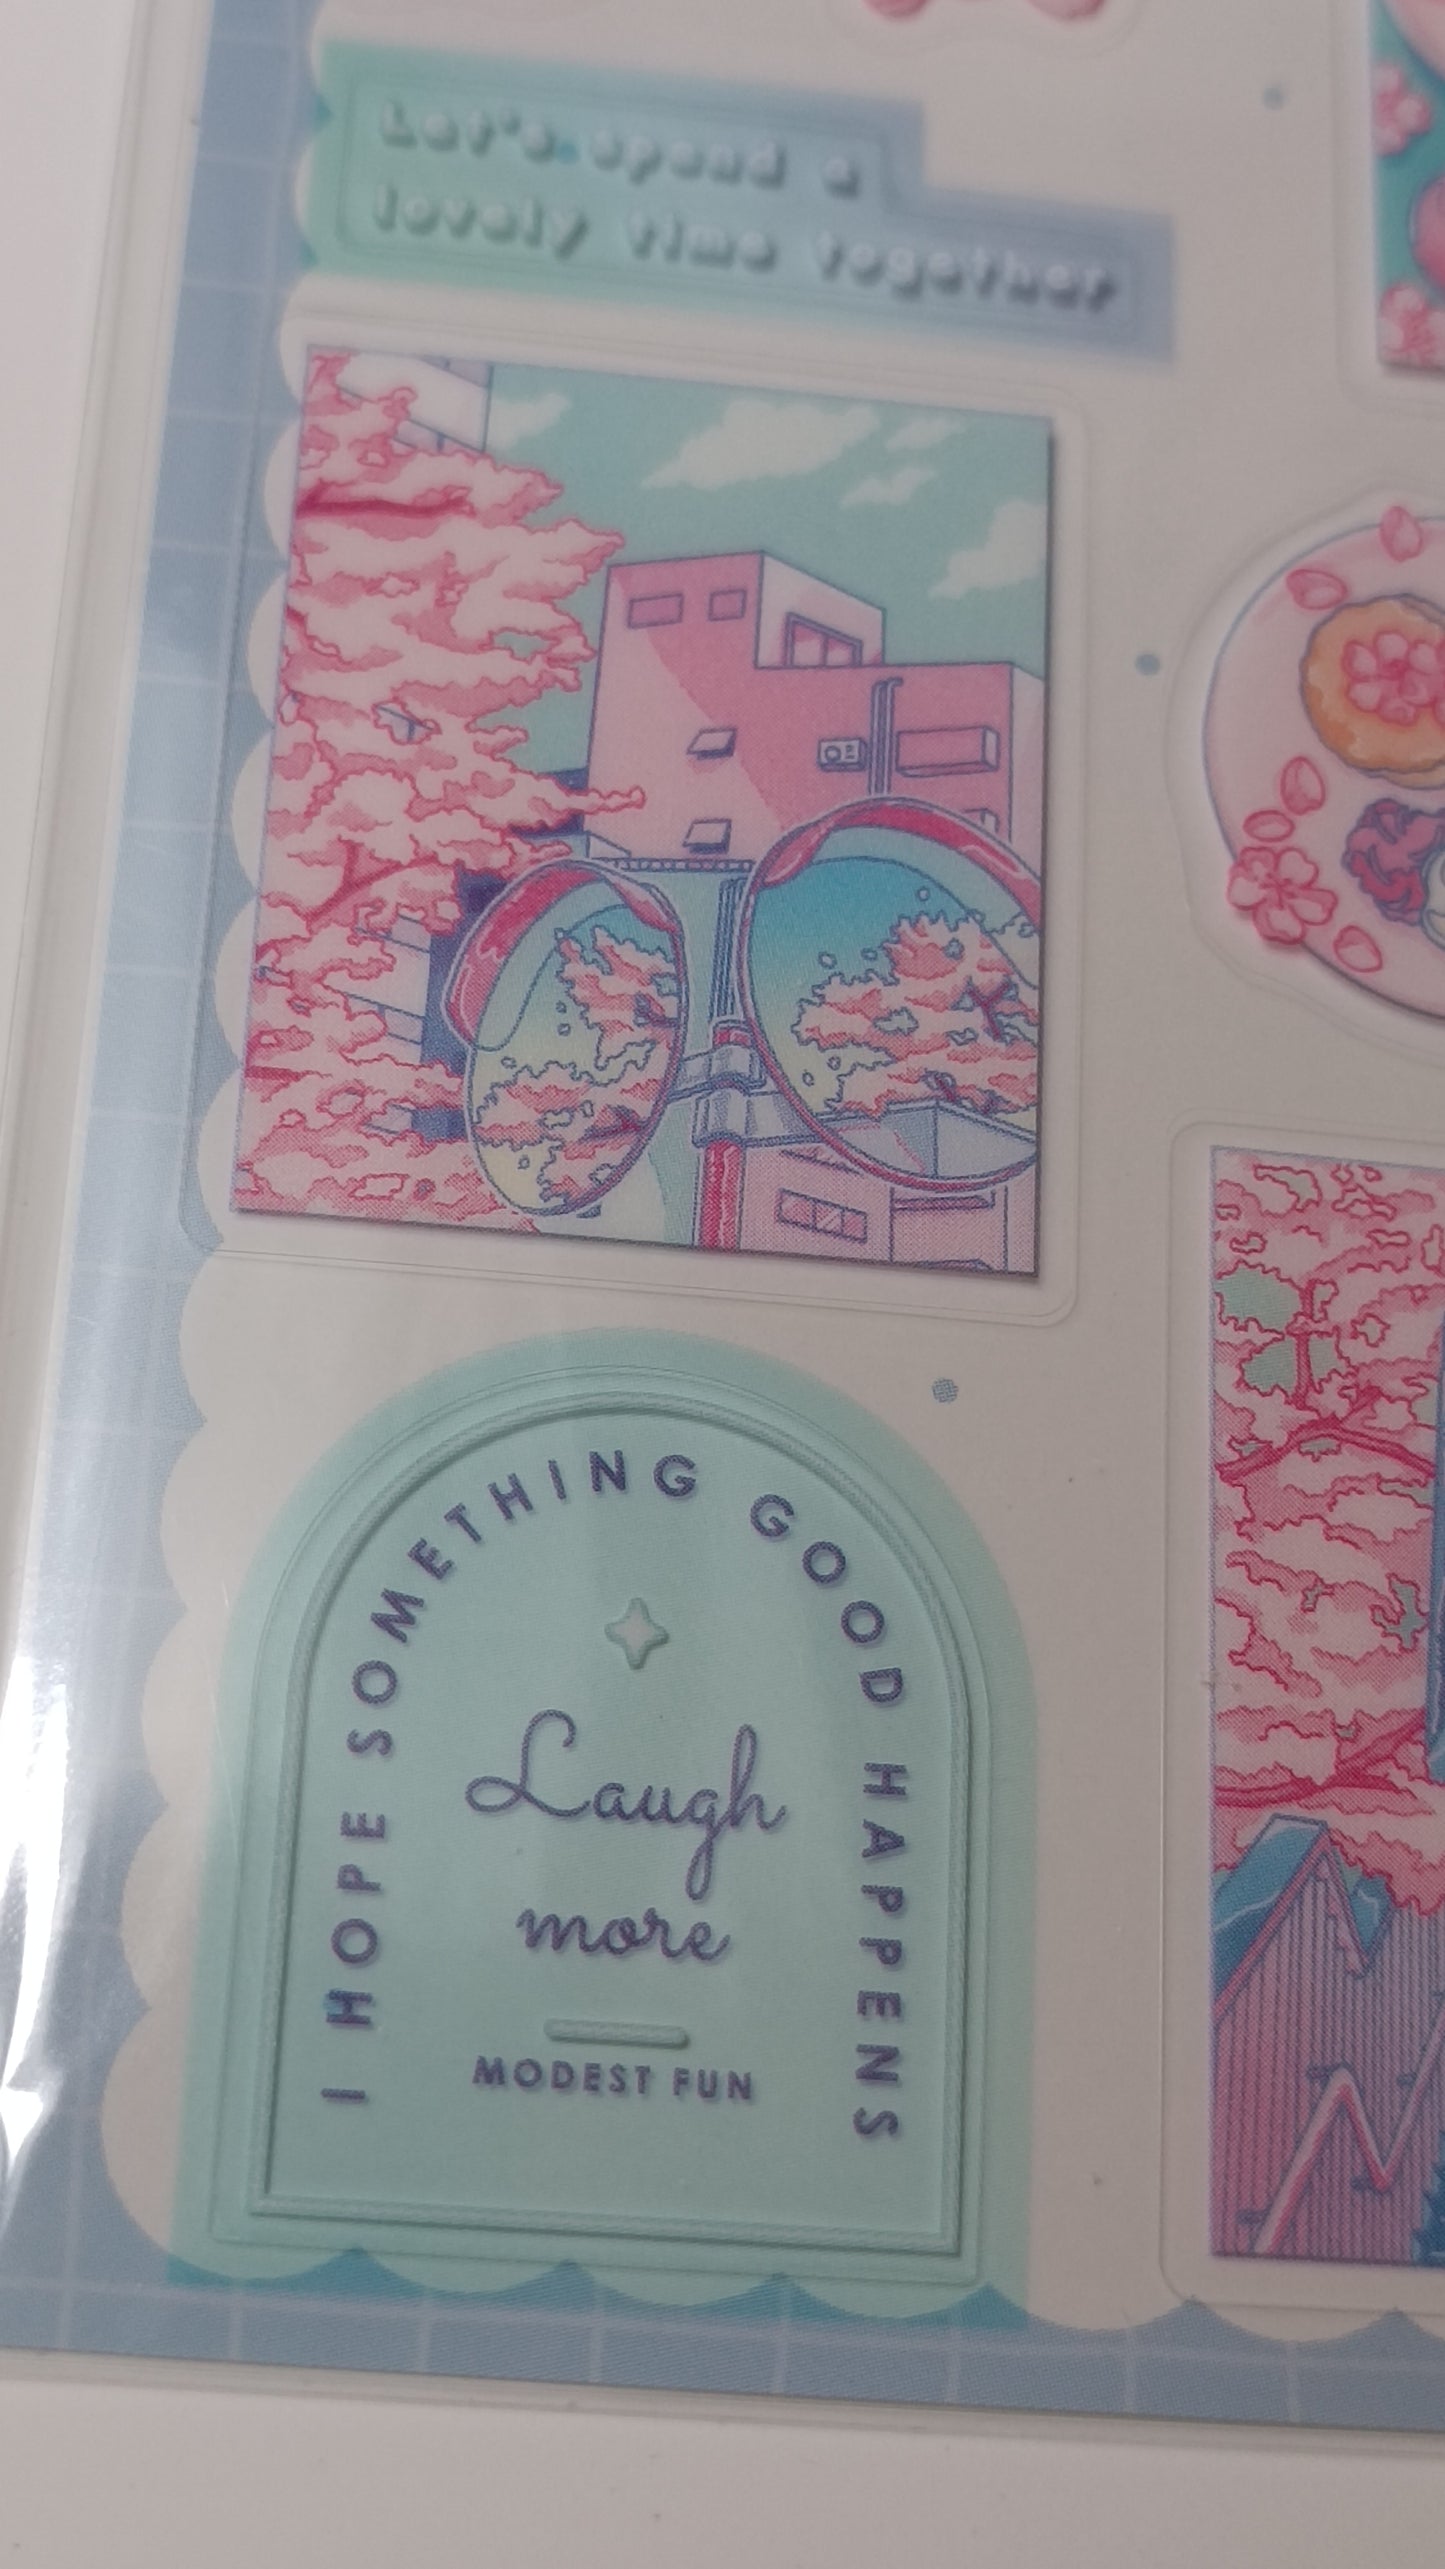 Let's spend a
lovely time together
I HOPE SOMETHING GOOD HAPPENS
Laugh
more
MODEST FUN